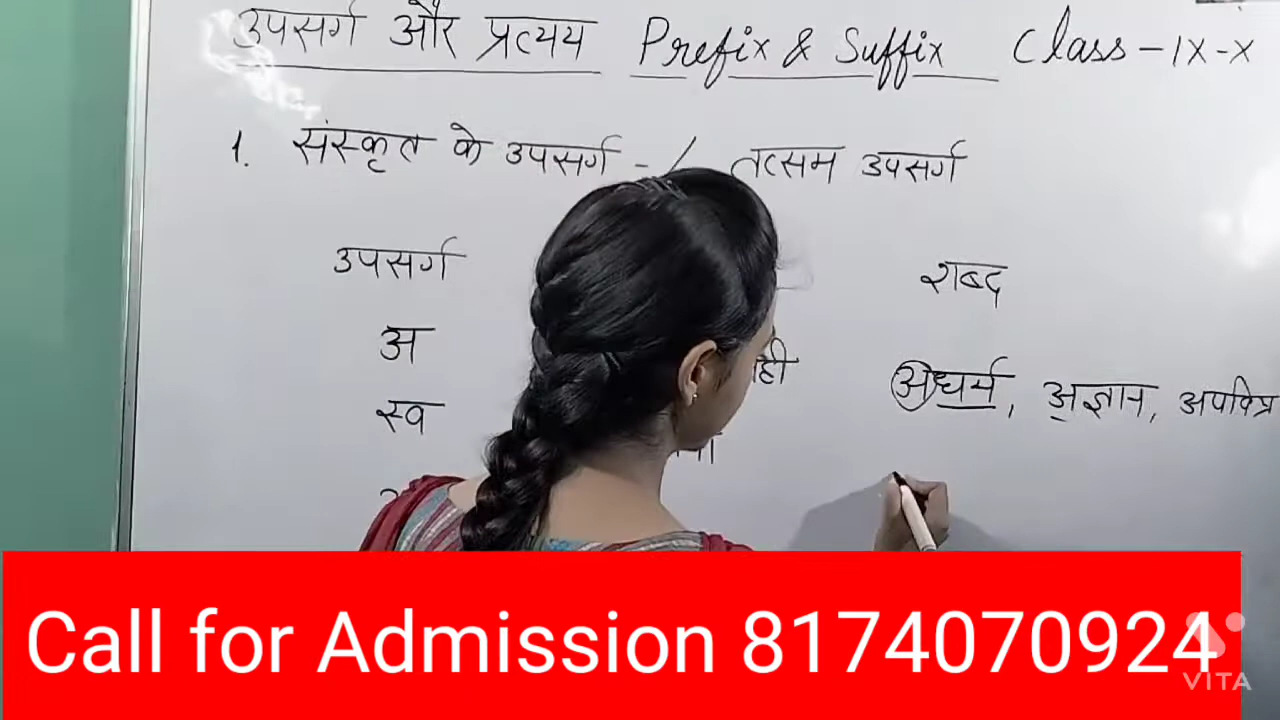 उपसर्ग और प्रत्यय Prefix & Suffix Class - IX - X
1. संस्कृत के उपसर्ग - / तत्सम उपसर्ग
उपसर्ग शब्द
अ अधर्म, अज्ञान, अपवित्र
स्व
Call for Admission 8174070924
VITA